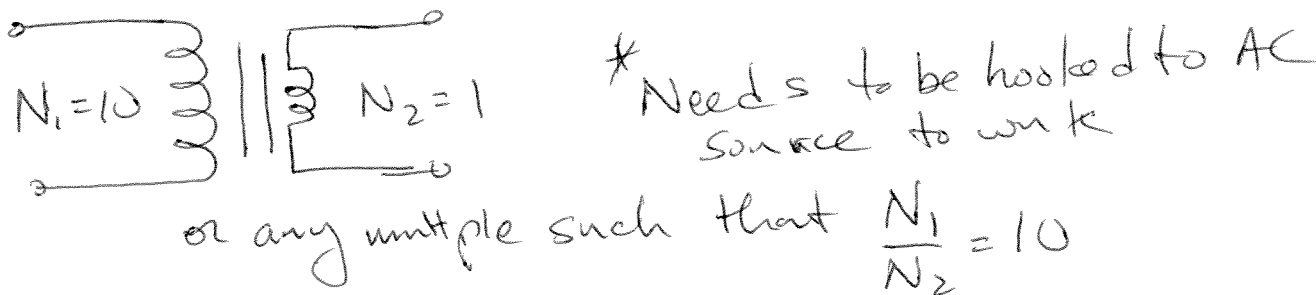 N₁=10
N₂=1
* Needs to be hooked to AC
source to work
or any multiple such that N₁/N₂ = 10